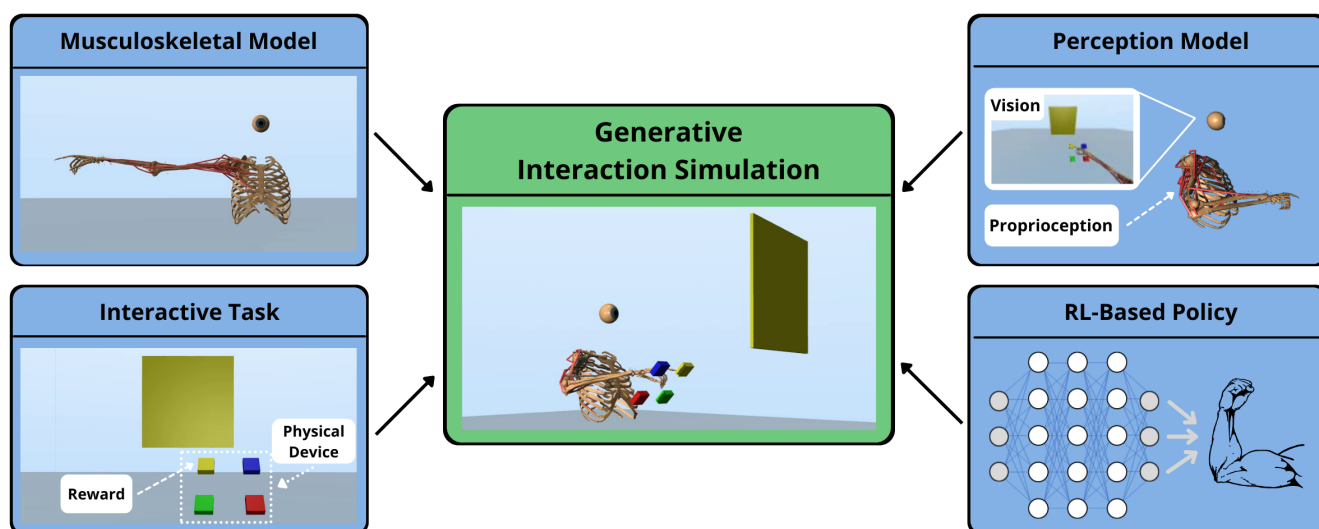 Musculoskeletal Model
Perception Model
Vision
Proprioception
Generative
Interaction Simulation
Interactive Task
Physical
Device
Reward
RL-Based Policy